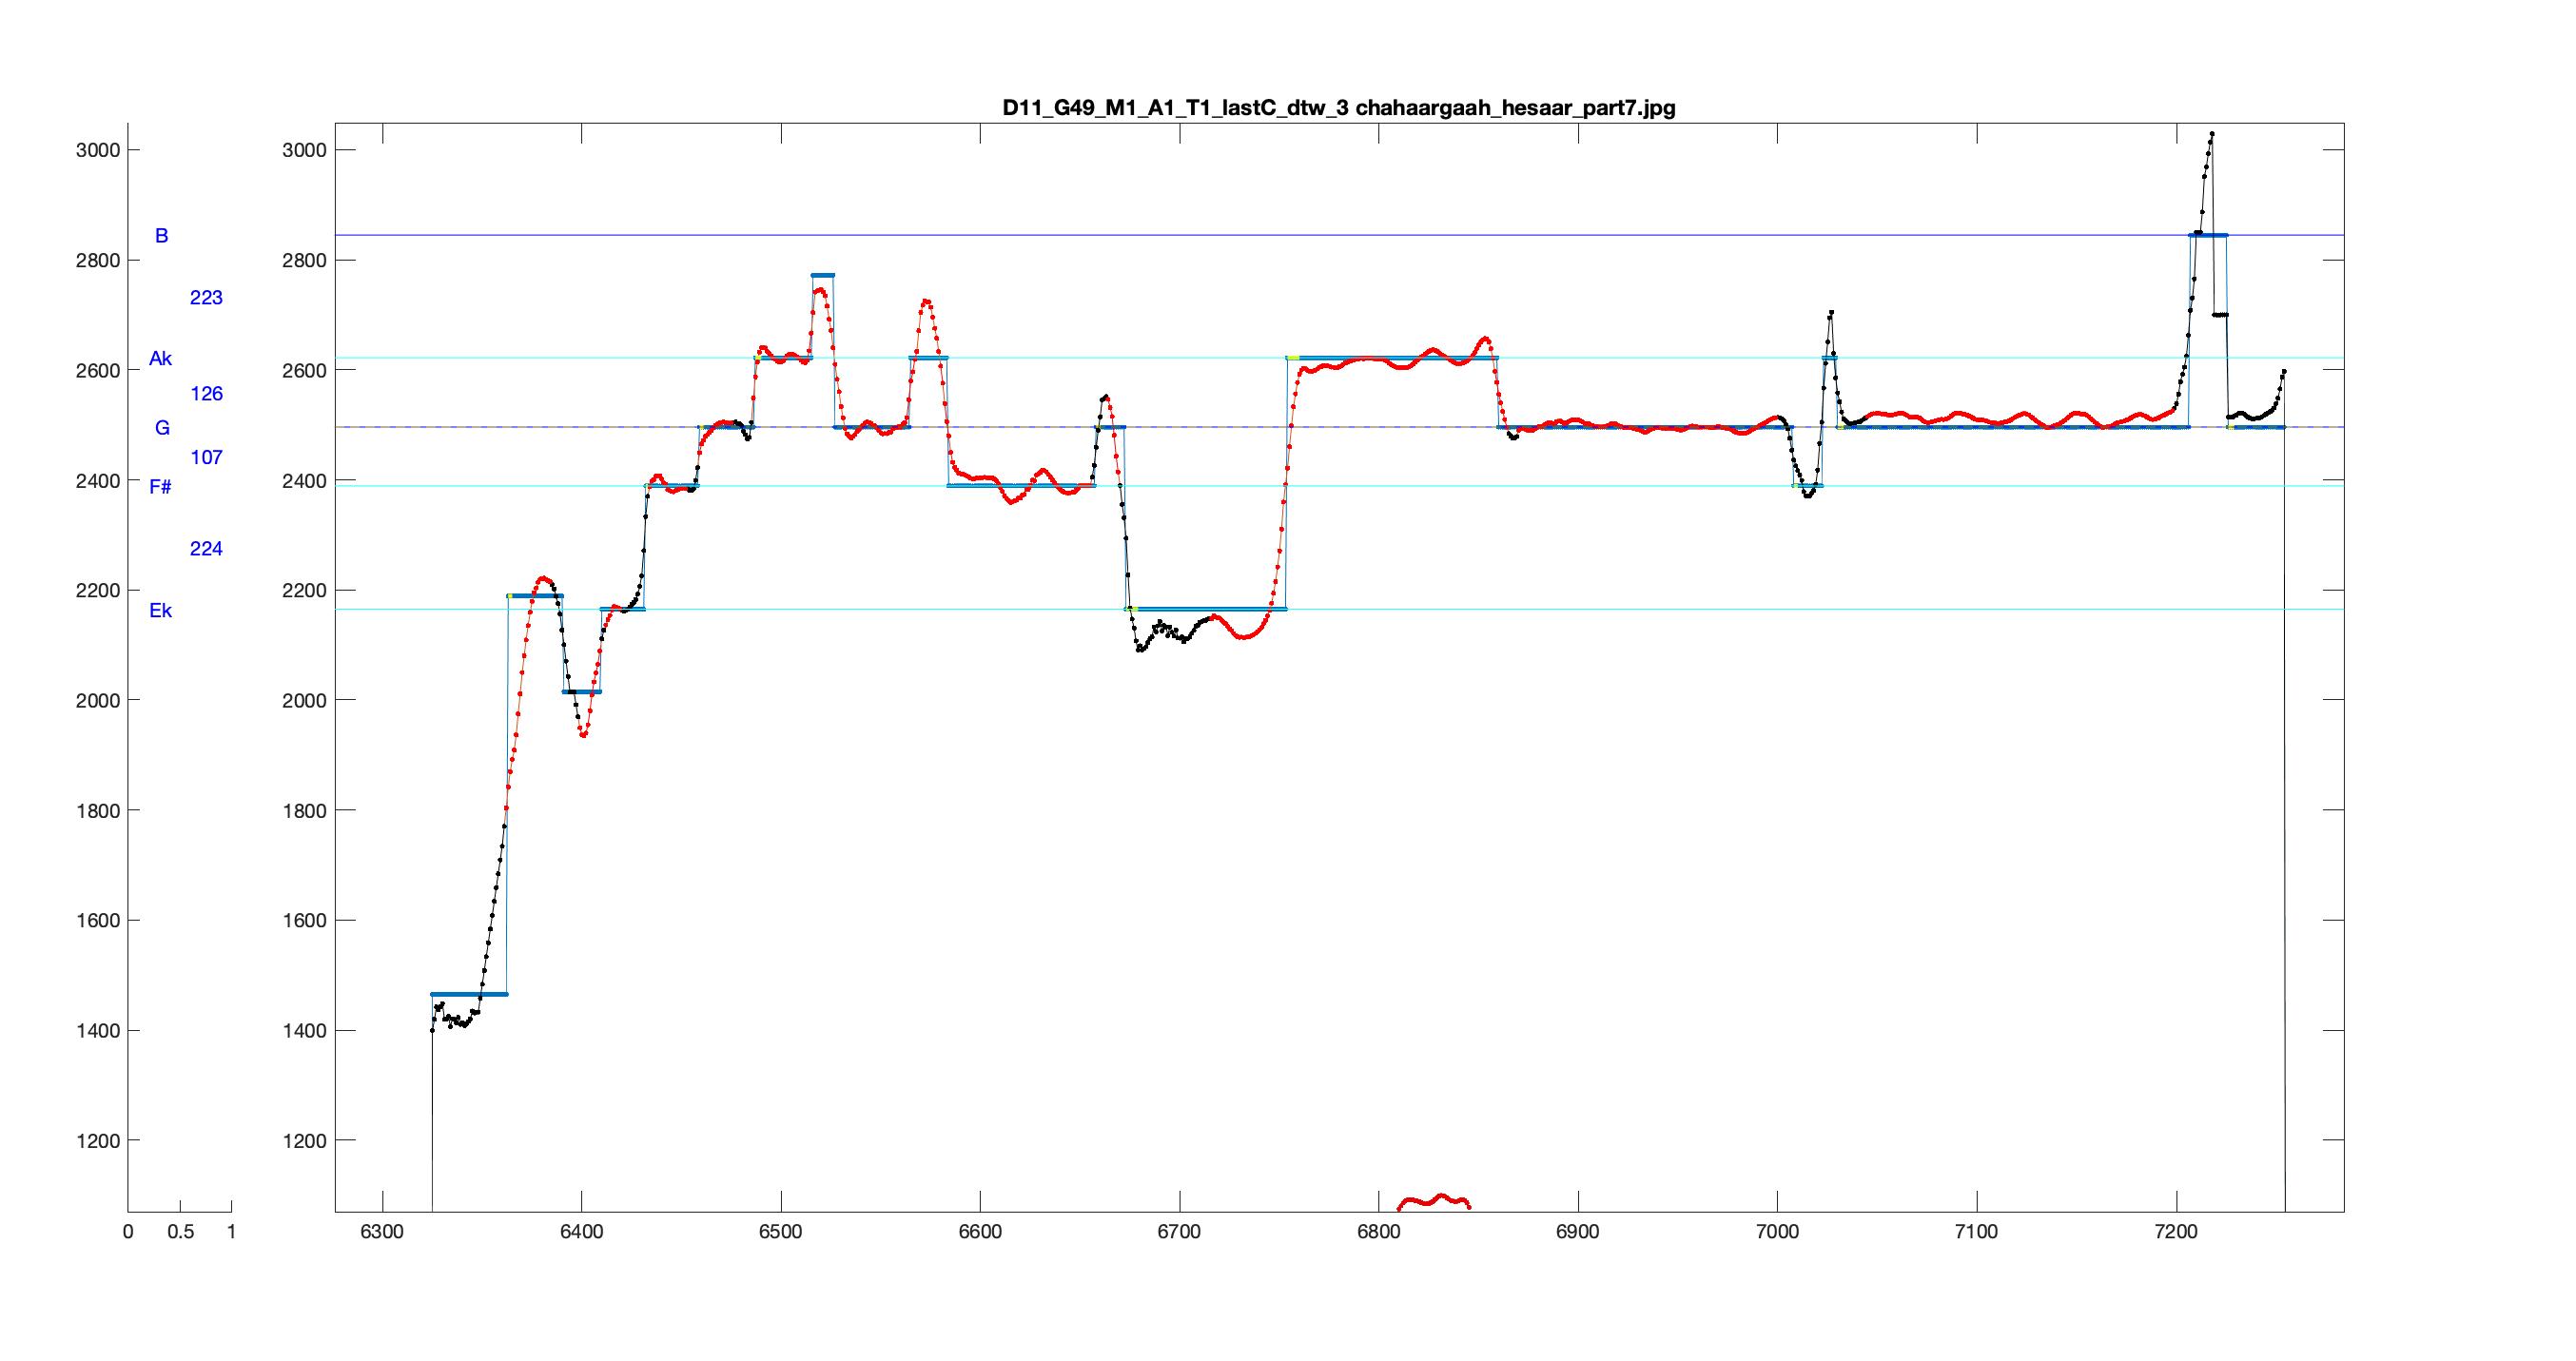 D11_G49_M1_A1_T1_lastC_dtw_3 chahaargaah_hesaar_part7.jpg
3000 3000
B
2800 2800
223
Ak
2600 126 2600
G
107
2400 F# 2400
224
2200 Ek 2200
2000 2000
1800 1800
1600 1600
1400 1400
1200 1200
0 0.5 1 6300 6400 6500 6600 6700 6800 6900 7000 7100 7200